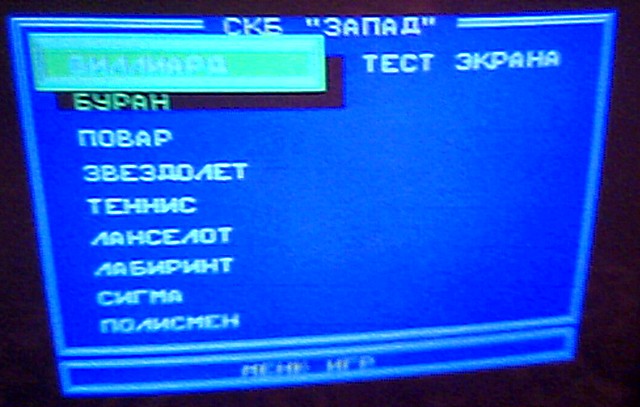 СКБ "ЗАПАД"
БИЛЛИАРД ТЕСТ ЭКРАНА
БУРАН
ПОВАР
ЗВЕЗДОЛЕТ
ТЕННИС
ЛАНСЕЛОТ
ЛАБИРИНТ
СИГМА
ПОЛИСМЕН
МЕНЮ ИГР